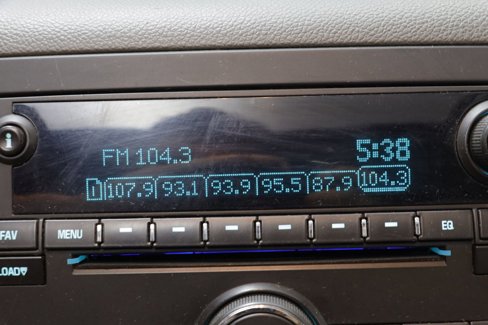 FM 104.3 5:38
1 107.9 93.1 93.9 95.5 87.9 104.3
FAV MENU EQ
LOAD
i